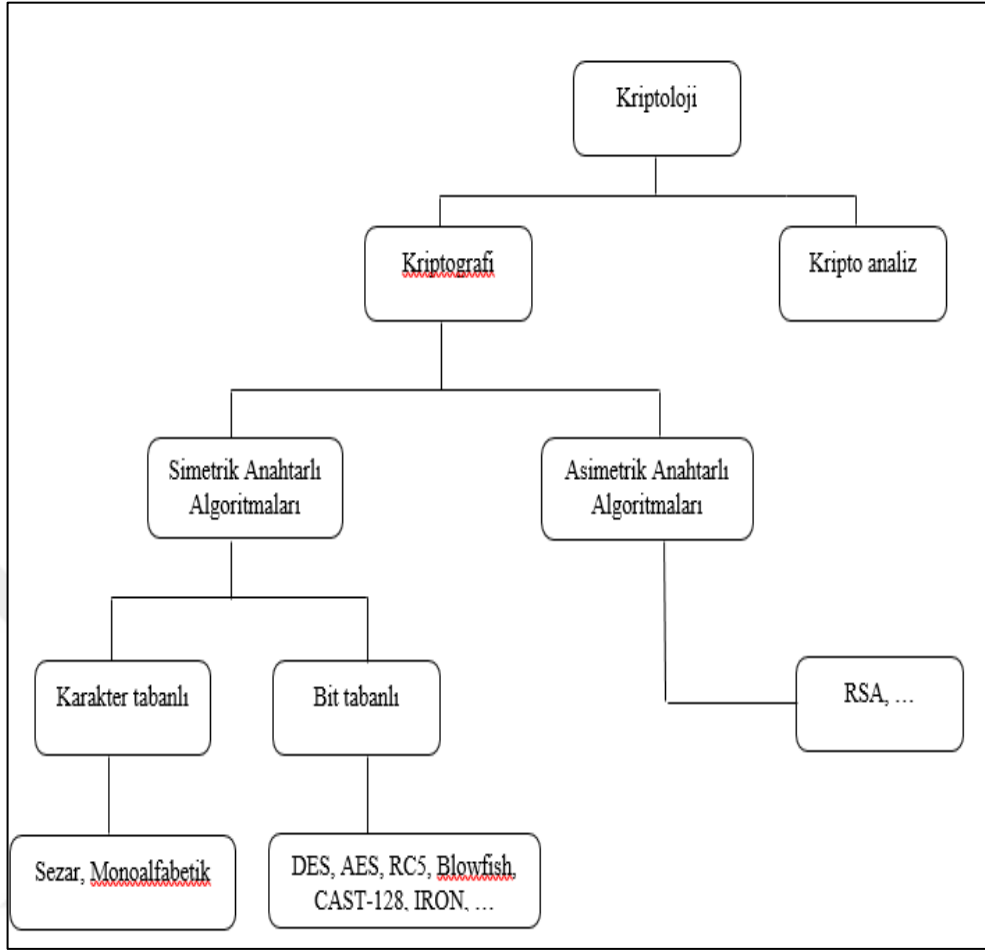 Kriptoloji
Kriptografi
Kripto analiz
Simetrik Anahtarlı
Algoritmaları
Asimetrik Anahtarlı
Algoritmaları
Karakter tabanlı
Bit tabanlı
RSA, …
Sezar, Monoalfabetik
DES, AES, RC5, Blowfish,
CAST-128, IRON, …